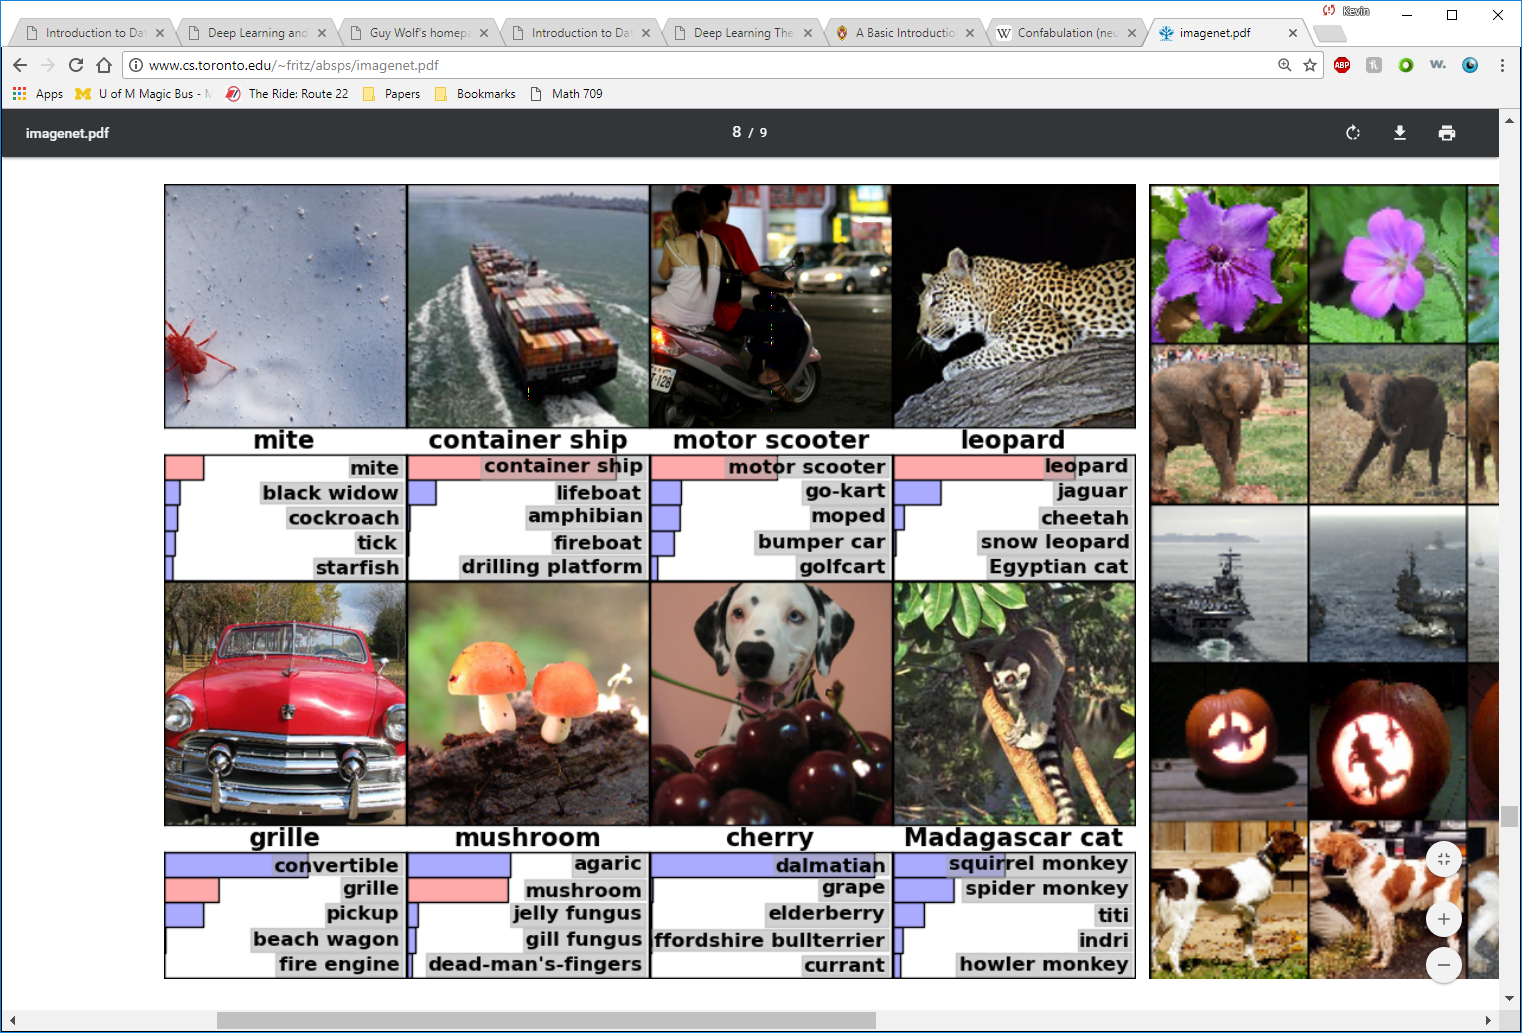 Kevin
Introduction to Dat
Deep Learning and
Guy Wolf's homepa
Introduction to Dat
Deep Learning The
A Basic Introductio
Confabulation (neu
imagenet.pdf
www.cs.toronto.edu/~fritz/absps/imagenet.pdf
ABP
w.
Apps
U of M Magic Bus -
The Ride: Route 22
Papers
Bookmarks
Math 709
imagenet.pdf
8 / 9
T-128
mite
container ship
motor scooter
leopard
mite
black widow
cockroach
tick
starfish
container ship
lifeboat
amphibian
fireboat
drilling platform
motor scooter
go-kart
moped
bumper car
golfcart
leopard
jaguar
cheetah
snow leopard
Egyptian cat
grille
mushroom
cherry
Madagascar cat
convertible
grille
pickup
beach wagon
fire engine
agaric
mushroom
jelly fungus
gill fungus
dead-man's-fingers
dalmatian
grape
elderberry
ffordshire bullterrier
currant
squirrel monkey
spider monkey
titi
indri
howler monkey